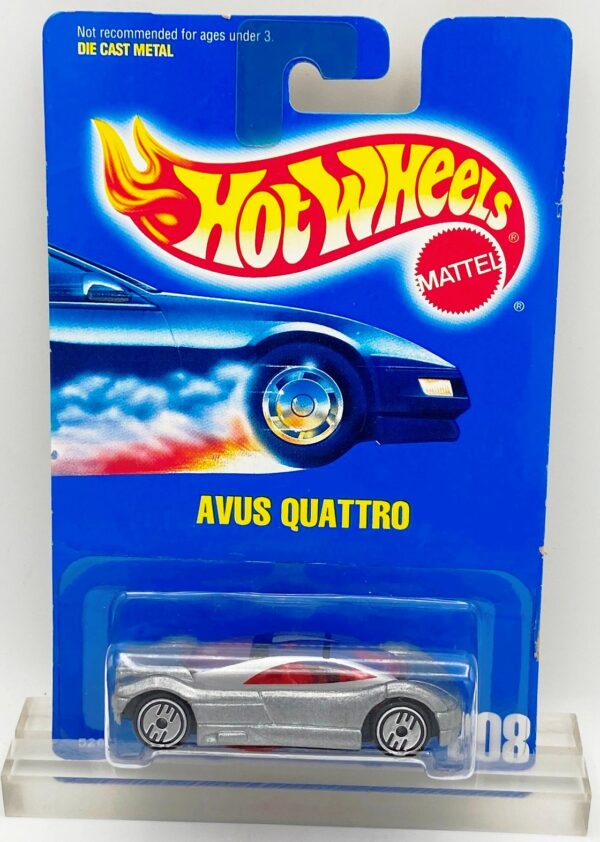 Not recommended for ages under 3.
DIE CAST METAL
HOT WHEELS
®
MATTEL
®
AVUS QUATTRO